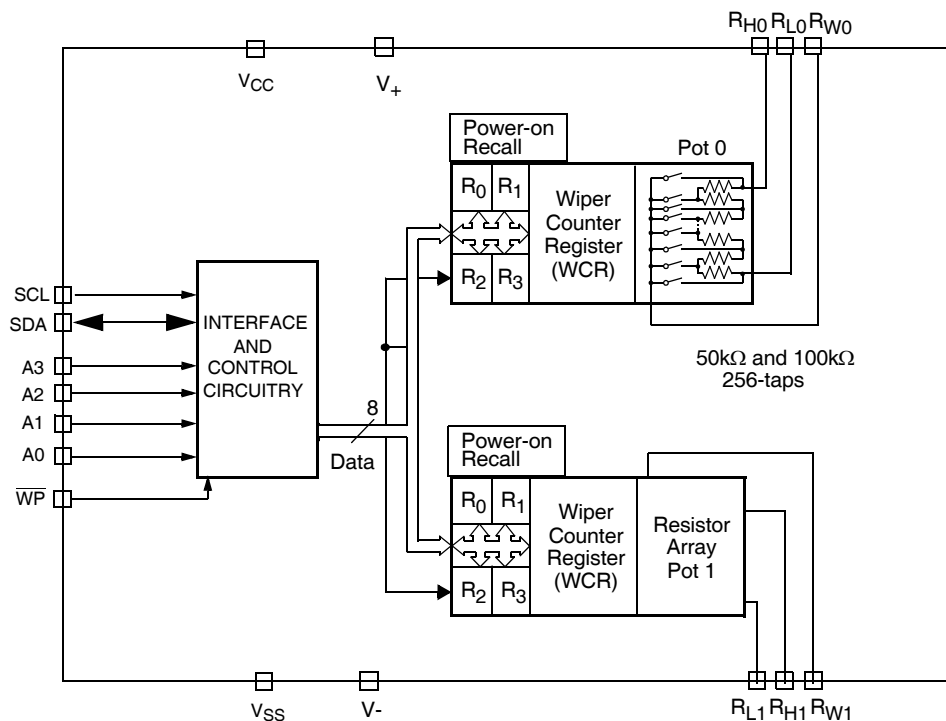 RH0 RL0 RW0
VCC
V+
Power-on
Recall
Pot 0
R0 R1
R2 R3
Wiper
Counter
Register
(WCR)
SCL
SDA
A3
A2
A1
A0
WP
INTERFACE
AND
CONTROL
CIRCUITRY
50kΩ and 100kΩ
256-taps
8
Data
Power-on
Recall
R0 R1
R2 R3
Wiper
Counter
Register
(WCR)
Resistor
Array
Pot 1
VSS
V-
RL1 RH1 RW1